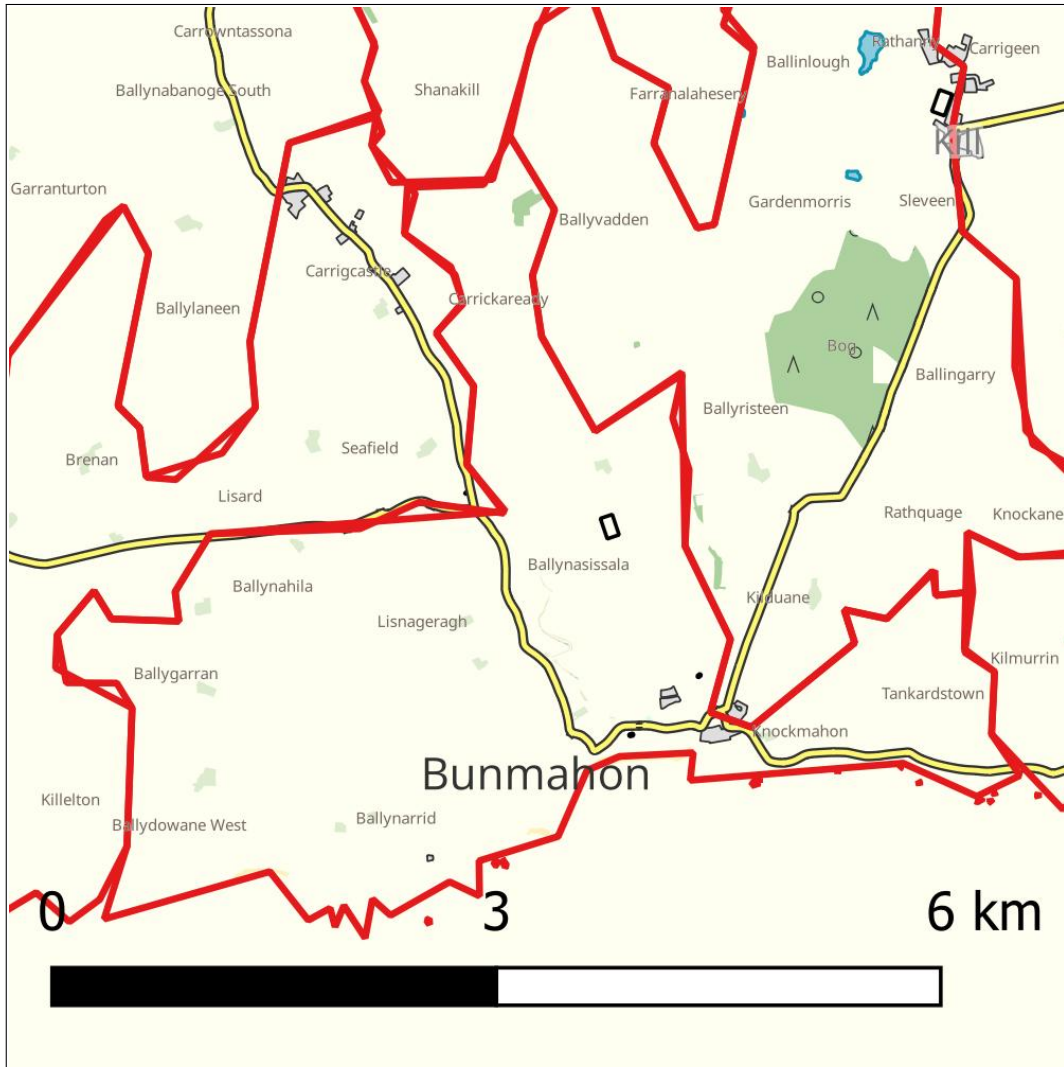 Carrowntassona
Rathanny
Carrigeen
Ballinlough
Ballynabanoge South
Shanakill
Farranalahesery
Kill
Garranturton
Gardenmorris
Sleveen
Ballyvadden
Carrigcastle
Carrickaready
Ballylaneen
Bog
Ballingarry
Ballyristeen
Seafield
Brenan
Lisard
Rathquage
Knockane
Ballynasissala
Ballynahila
Kilduane
Lisnageragh
Kilmurrin
Ballygarran
Tankardstown
Knockmahon
Bunmahon
Killelton
Ballynarrid
Ballydowane West
0 3 6 km